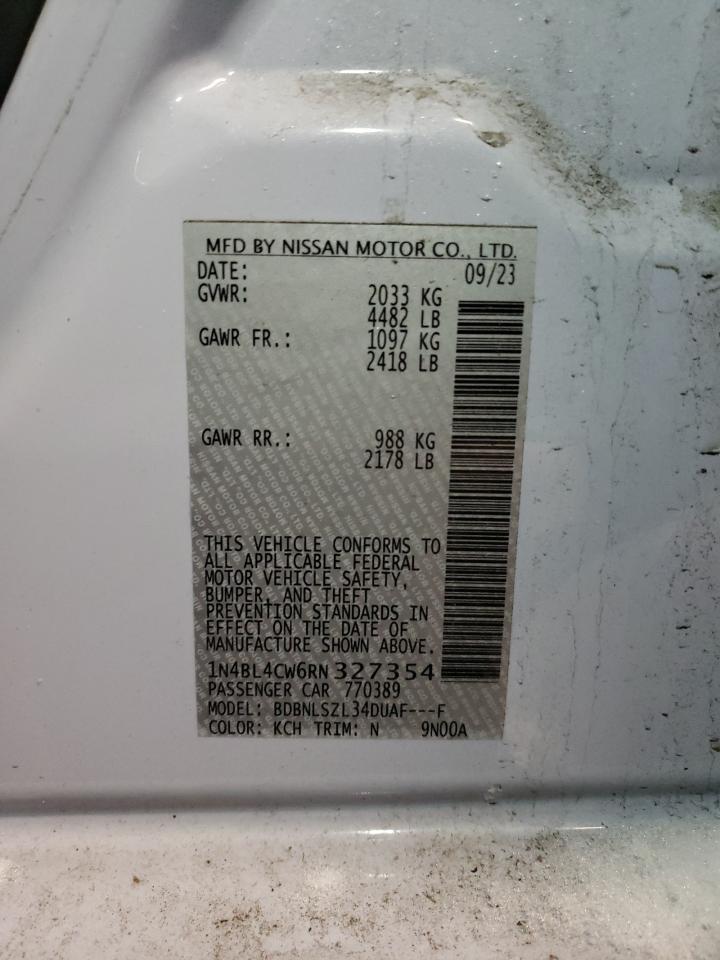 MFD BY NISSAN MOTOR CO., LTD.
DATE: 09/23
GVWR: 2033 KG
4482 LB
GAWR FR.: 1097 KG
2418 LB
GAWR RR.: 988 KG
2178 LB
THIS VEHICLE CONFORMS TO
ALL APPLICABLE FEDERAL
MOTOR VEHICLE SAFETY,
BUMPER, AND THEFT
PREVENTION STANDARDS IN
EFFECT ON THE DATE OF
MANUFACTURE SHOWN ABOVE.
1N4BL4CW6RN327354
PASSENGER CAR 770389
MODEL: BDBNLSZL34DUAF---F
COLOR: KCH TRIM: N 9N00A